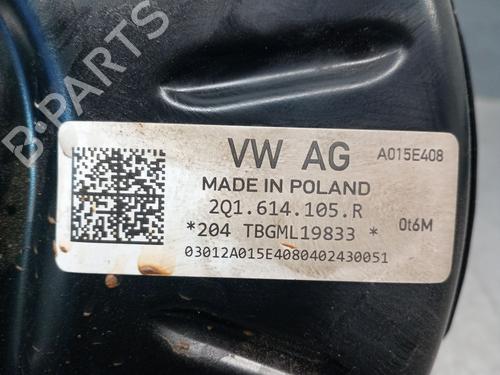 B-PARTS
VW AG
A015E408
MADE IN POLAND
2Q1.614.105.R
*204 TBGML19833 *
0t6M
03012A015E4080402430051